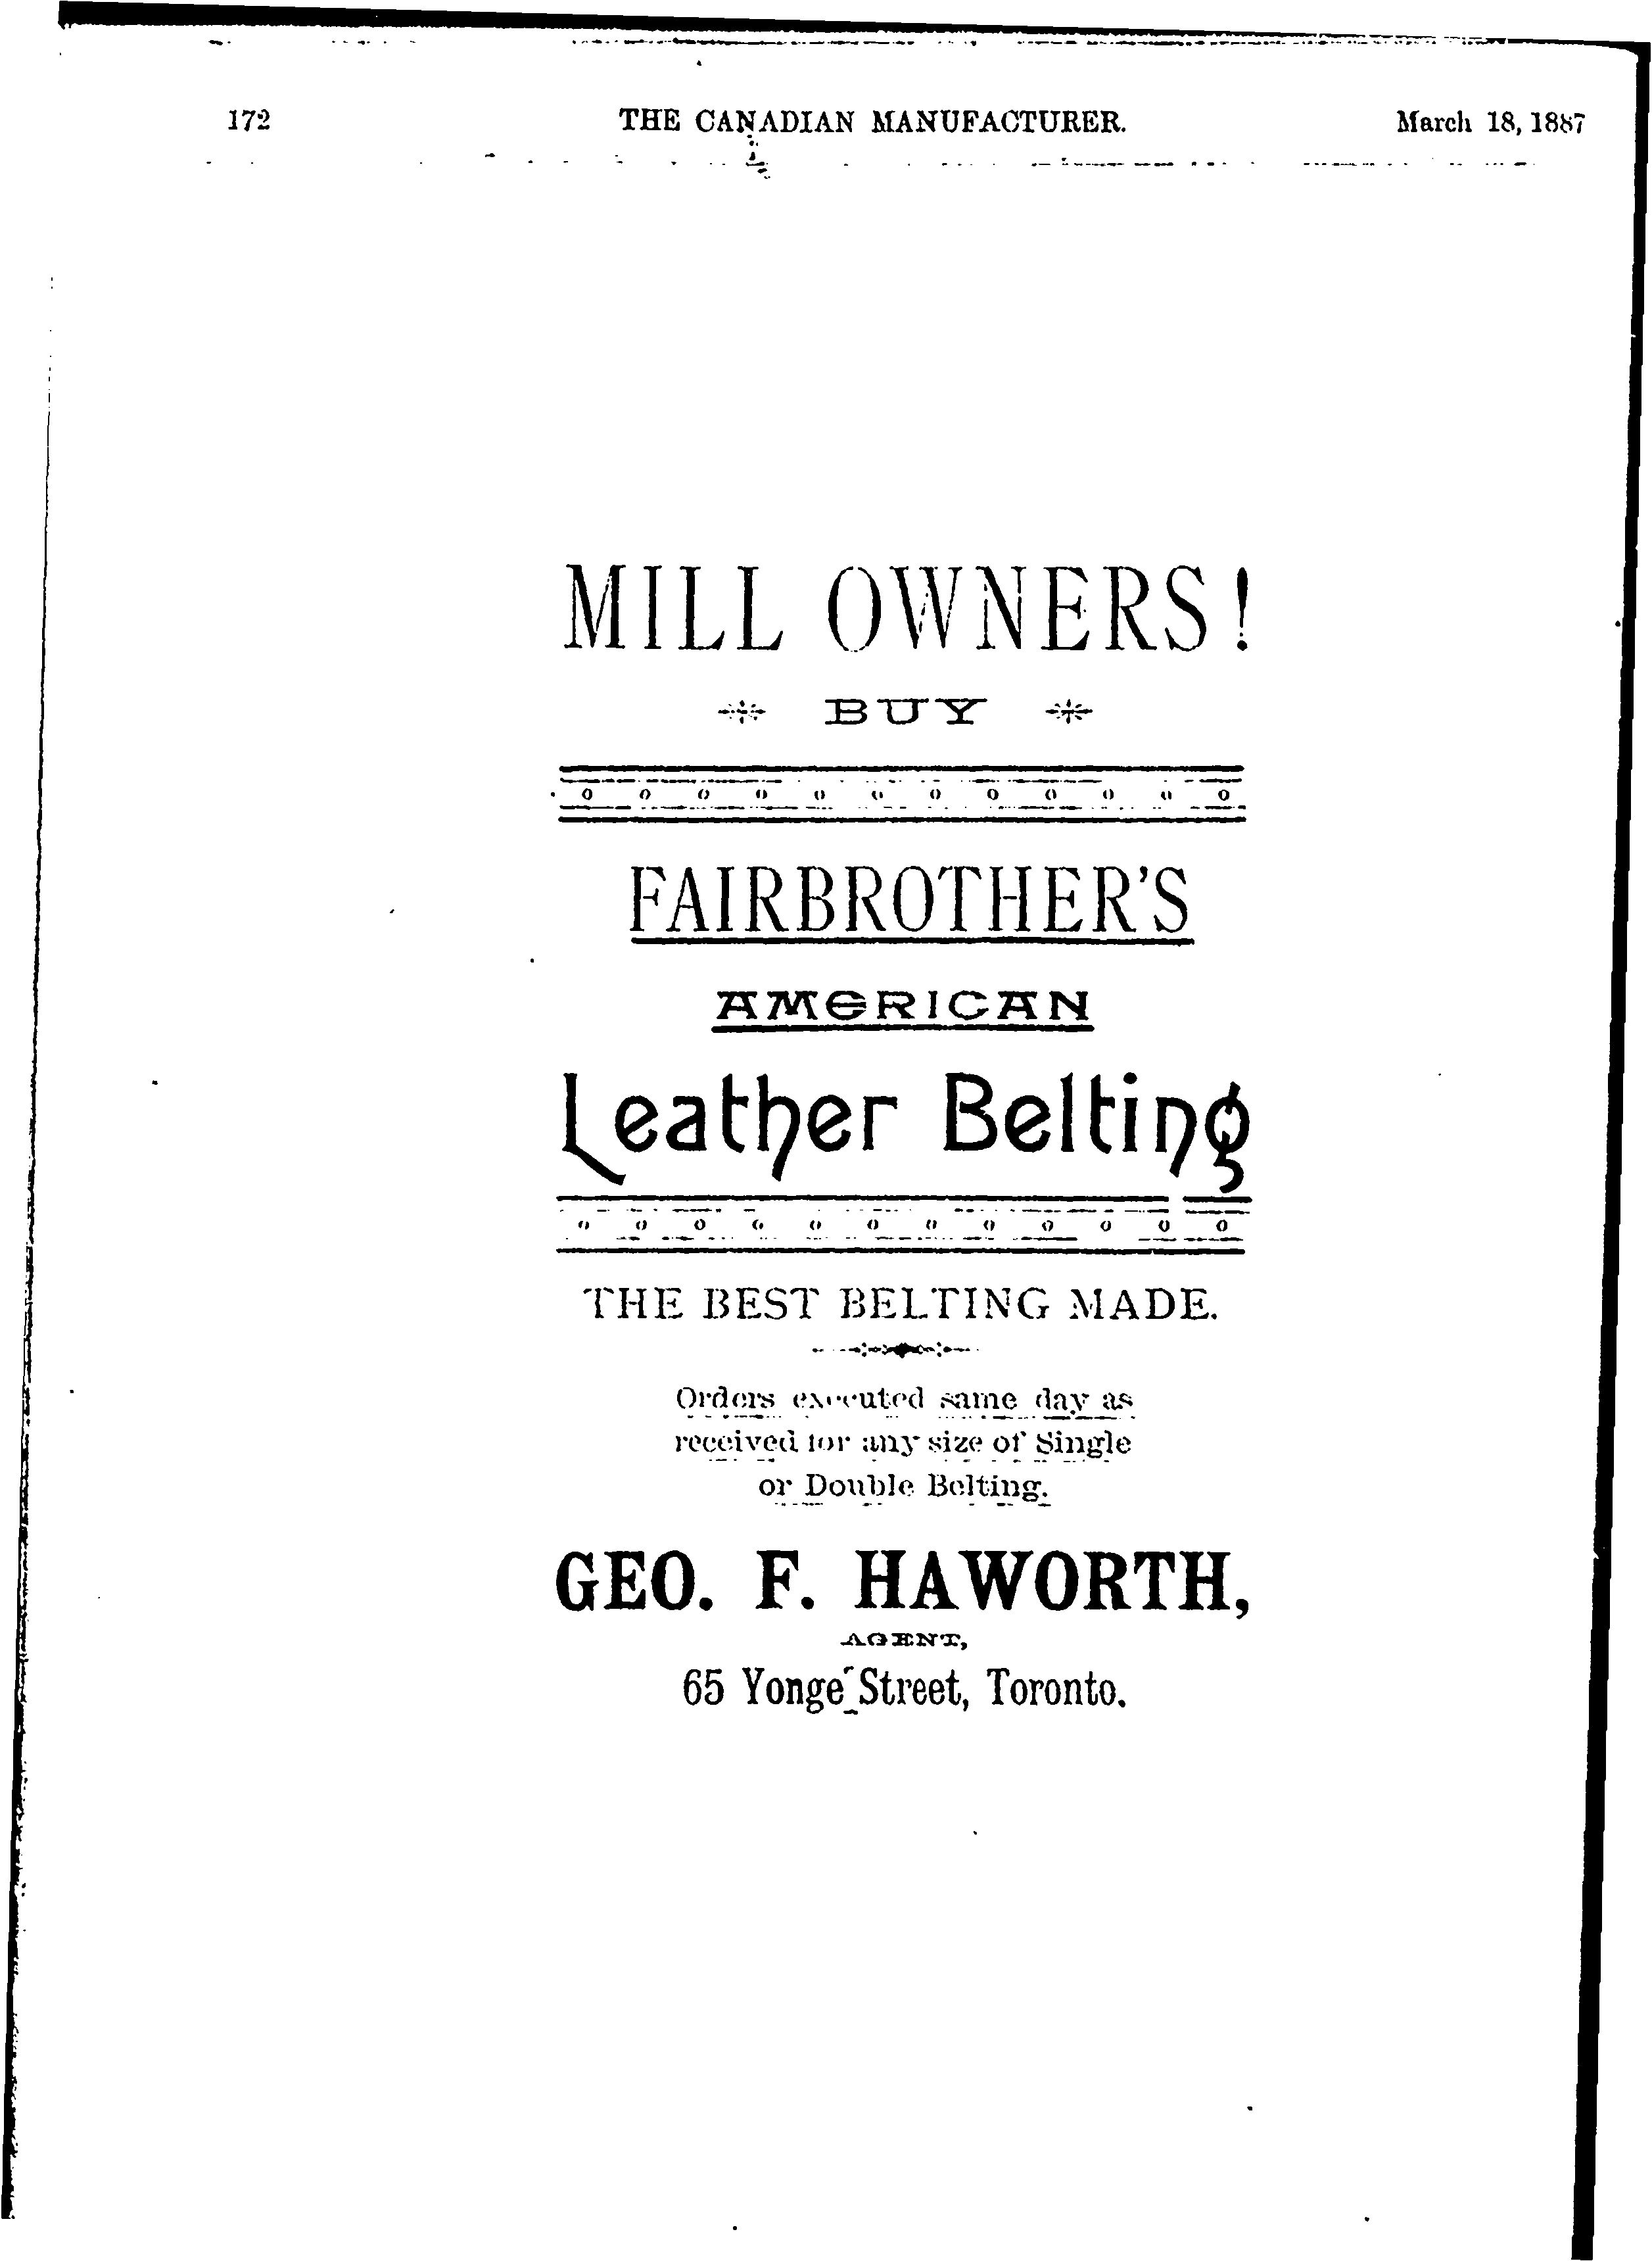 172 THE CANADIAN MANUFACTURER. March 18, 1887
MILL OWNERS!
BUY
FAIRBROTHER'S
AMERICAN
Leather Belting
THE BEST BELTING MADE.
Orders executed same day as
received for any size of Single
or Double Belting.
GEO. F. HAWORTH,
AGENT,
65 Yonge Street, Toronto.